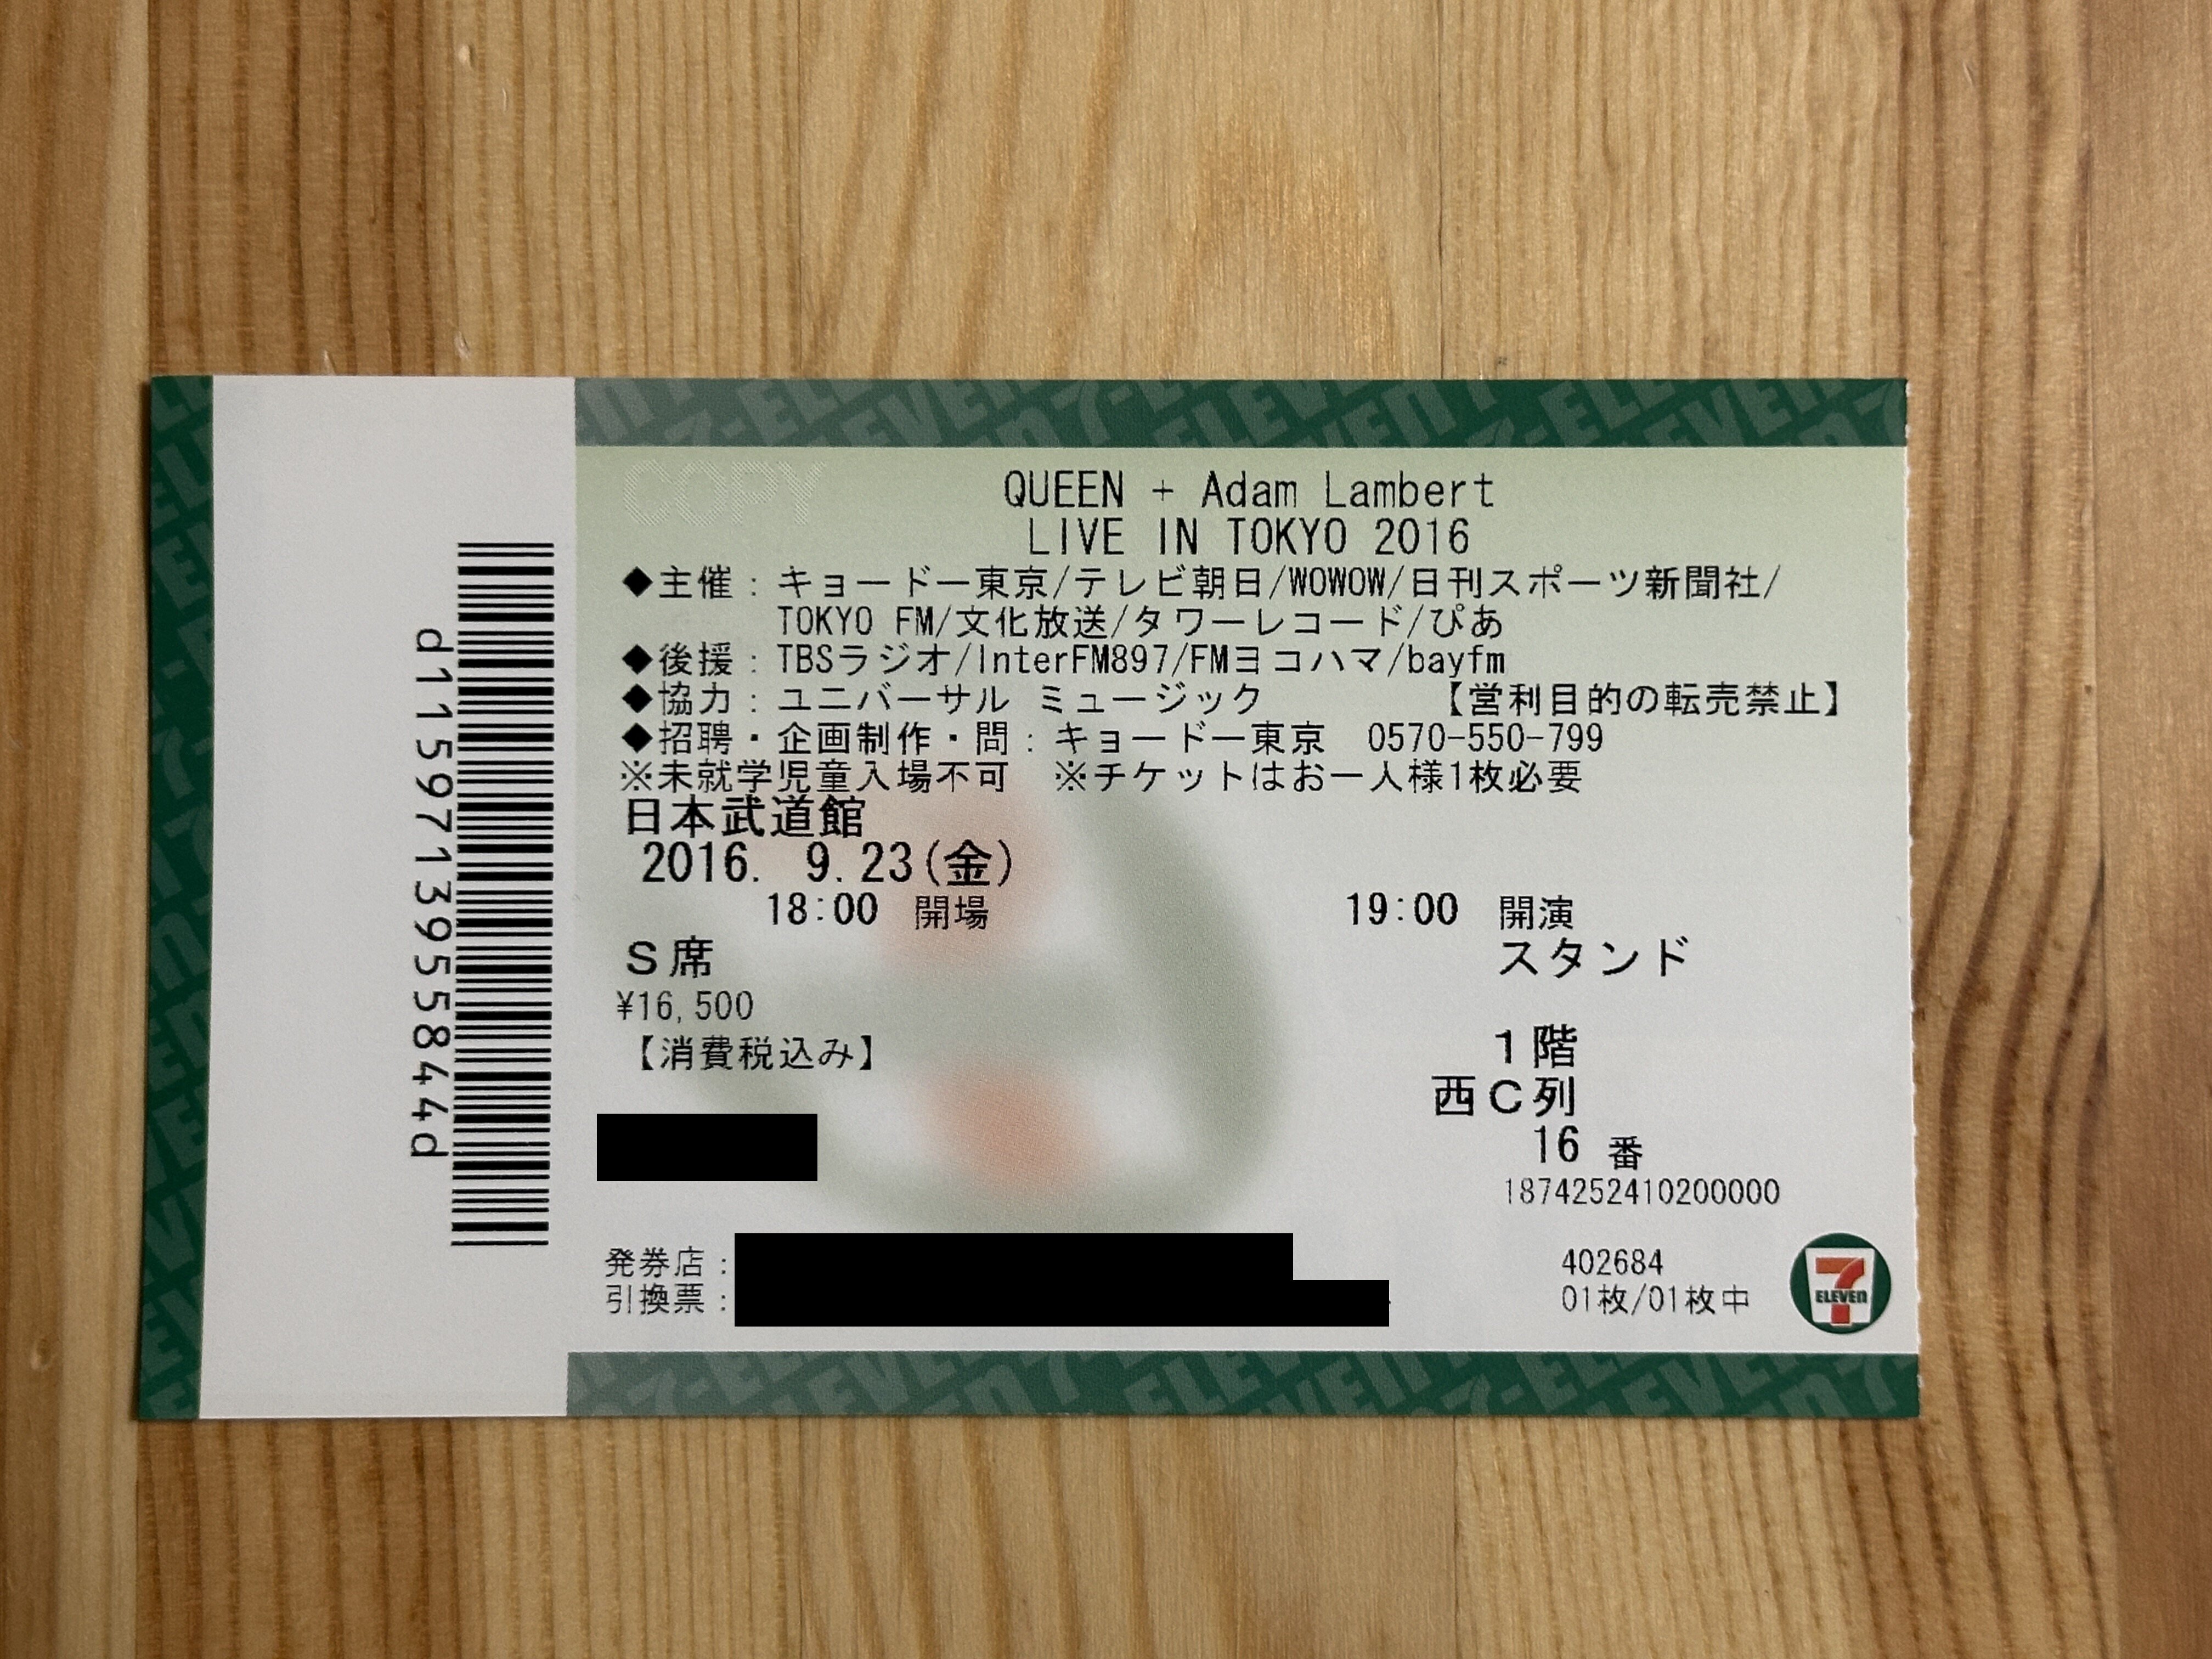 COPY
QUEEN + Adam Lambert
LIVE IN TOKYO 2016
◆主催：キョードー東京/テレビ朝日/WOWOW/日刊スポーツ新聞社/
TOKYO FM/文化放送/タワーレコード/ぴあ
◆後援：TBSラジオ/InterFM897/FMヨコハマ/bayfm
◆協力：ユニバーサル ミュージック 【営利目的の転売禁止】
◆招聘・企画制作・問：キョードー東京 0570-550-799
※未就学児童入場不可 ※チケットはお一人様1枚必要
日本武道館
2016. 9.23(金)
18:00 開場 19:00 開演
S席 スタンド
¥16,500
【消費税込み】
1階
西C列
16 番
1874252410200000
発券店： 402684
引換票： 01枚/01枚中
7 ELEVEn
d1159713955844d